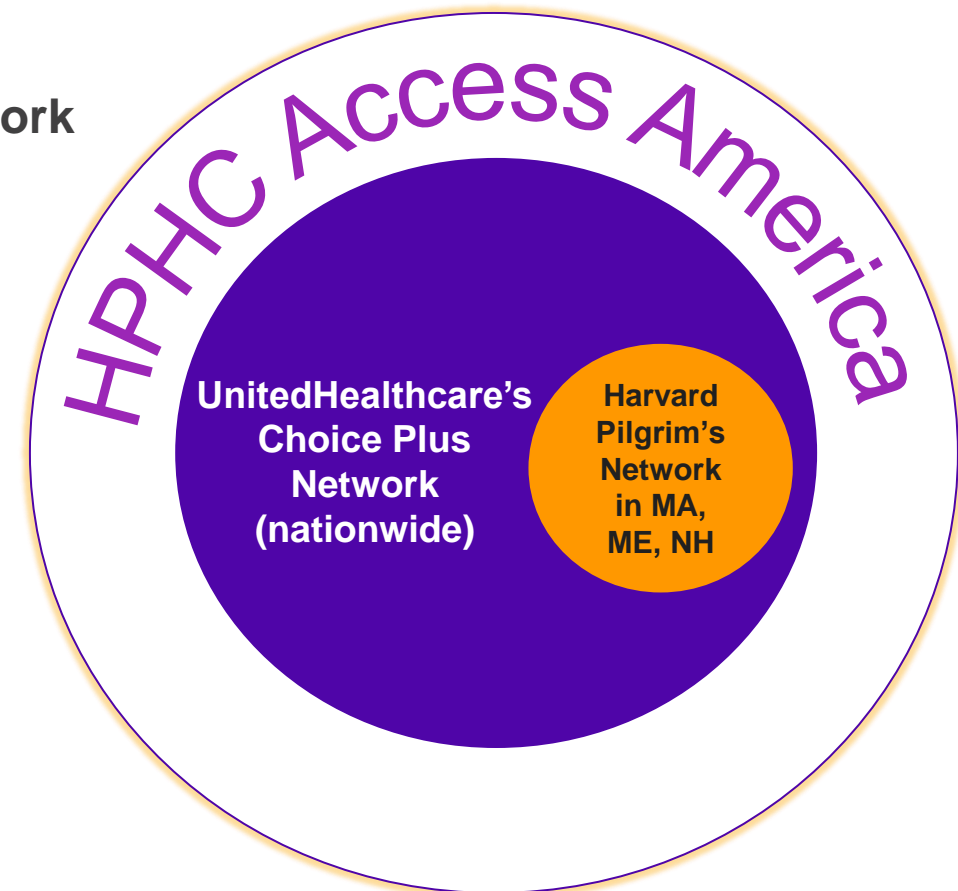 ork
HPHC Access America
UnitedHealthcare’s
Choice Plus
Network
(nationwide)
Harvard
Pilgrim’s
Network
in MA,
ME, NH